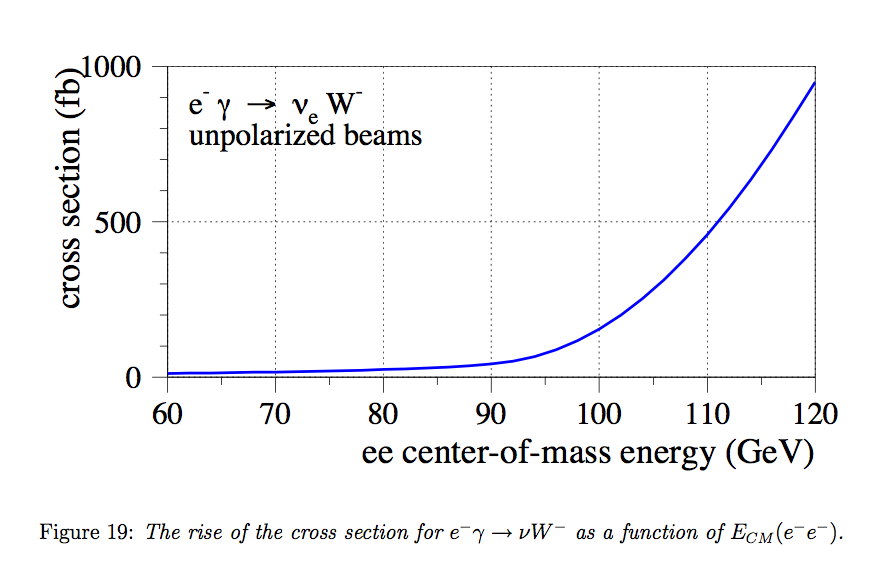 1000
500
0
cross section (fb)
e⁻ γ → νₑ W⁻
unpolarized beams
60 70 80 90 100 110 120
ee center-of-mass energy (GeV)
Figure 19: The rise of the cross section for e⁻γ → νW⁻ as a function of E_CM(e⁻e⁻).